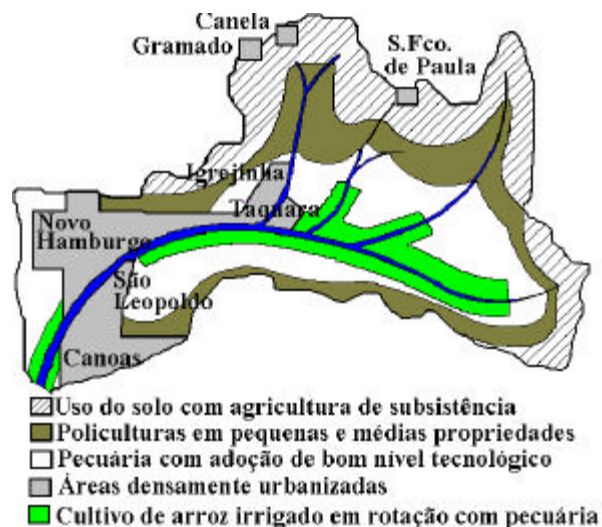 Canela
Gramado
S.Fco.
de Paula
Igrejinha
Taquara
Novo
Hamburgo
São
Leopoldo
Canoas
Uso do solo com agricultura de subsistência
Policulturas em pequenas e médias propriedades
Pecuária com adoção de bom nível tecnológico
Áreas densamente urbanizadas
Cultivo de arroz irrigado em rotação com pecuária